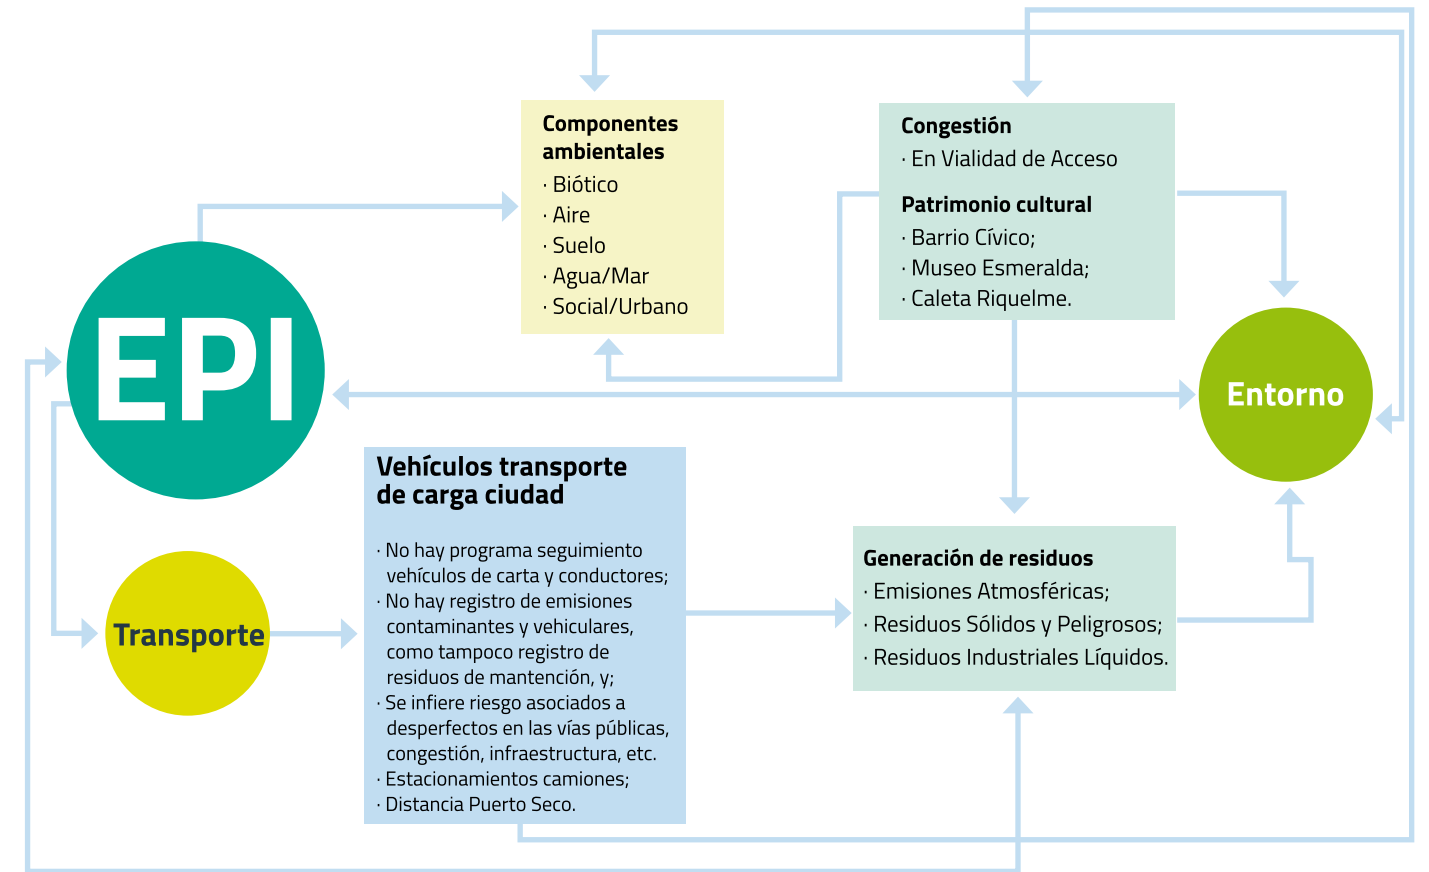 Componentes
ambientales
· Biótico
· Aire
· Suelo
· Agua/Mar
· Social/Urbano
Congestión
· En Vialidad de Acceso
Patrimonio cultural
· Barrio Cívico;
· Museo Esmeralda;
· Caleta Riquelme.
EPI
Entorno
Vehículos transporte
de carga ciudad
· No hay programa seguimiento
vehículos de carta y conductores;
· No hay registro de emisiones
contaminantes y vehiculares,
como tampoco registro de
residuos de mantención, y;
· Se infiere riesgo asociados a
desperfectos en las vías públicas,
congestión, infraestructura, etc.
· Estacionamientos camiones;
· Distancia Puerto Seco.
Transporte
Generación de residuos
· Emisiones Atmosféricas;
· Residuos Sólidos y Peligrosos;
· Residuos Industriales Líquidos.